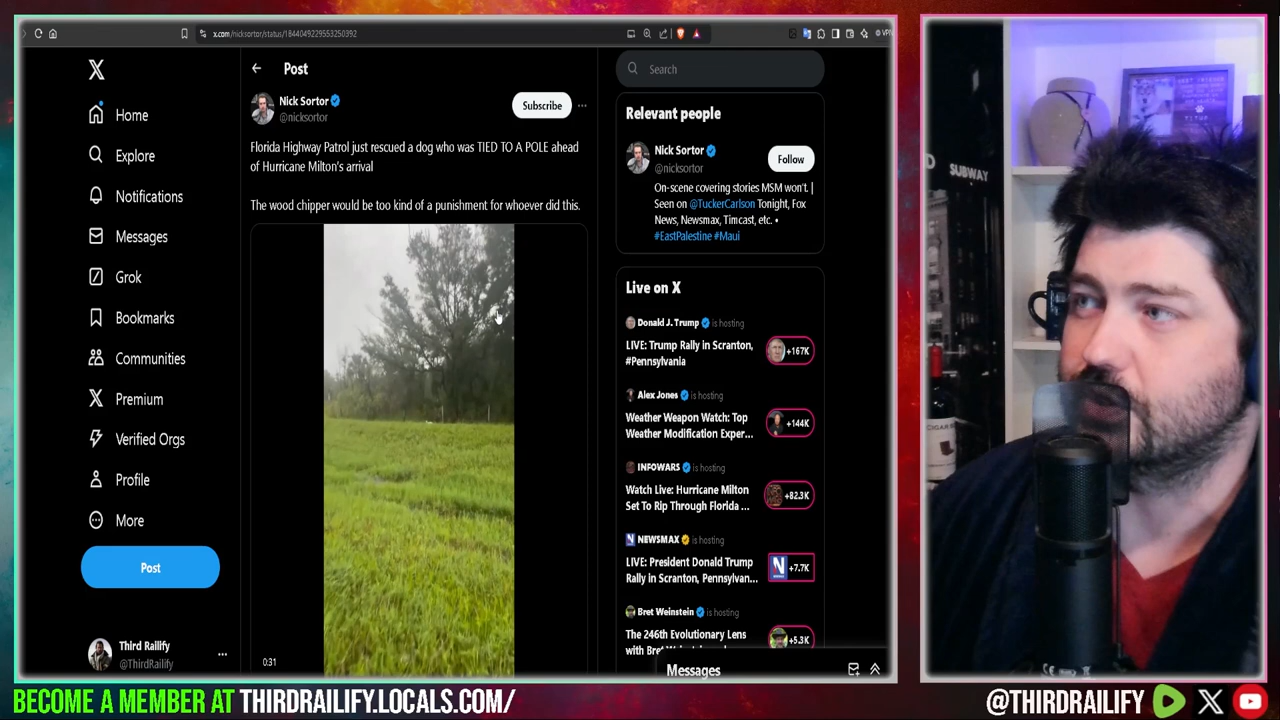 x.com/nicksortor/status/1844049229553250392
VPN
Post
Search
Home
Explore
Notifications
Messages
Grok
Bookmarks
Communities
Premium
Verified Orgs
Profile
More
Post
Third Railify
@ThirdRailify
Nick Sortor
@nicksortor
Subscribe
Florida Highway Patrol just rescued a dog who was TIED TO A POLE ahead
of Hurricane Milton's arrival
The wood chipper would be too kind of a punishment for whoever did this.
0:31
Relevant people
Nick Sortor
@nicksortor
Follow
On-scene covering stories MSM won't. |
Seen on @TuckerCarlson Tonight, Fox
News, Newsmax, Timcast, etc. •
#EastPalestine #Maui
Live on X
Donald J. Trump is hosting
LIVE: Trump Rally in Scranton,
#Pennsylvania
+167K
Alex Jones is hosting
Weather Weapon Watch: Top
Weather Modification Exper...
+144K
INFOWARS is hosting
Watch Live: Hurricane Milton
Set To Rip Through Florida ...
+82.3K
NEWSMAX is hosting
LIVE: President Donald Trump
Rally in Scranton, Pennsylvan...
+7.7K
Bret Weinstein is hosting
The 246th Evolutionary Lens
with Bret
+5.3K
Messages
SUBWAY
BECOME A MEMBER AT THIRDRAILIFY.LOCALS.COM/
@THIRDRAILIFY